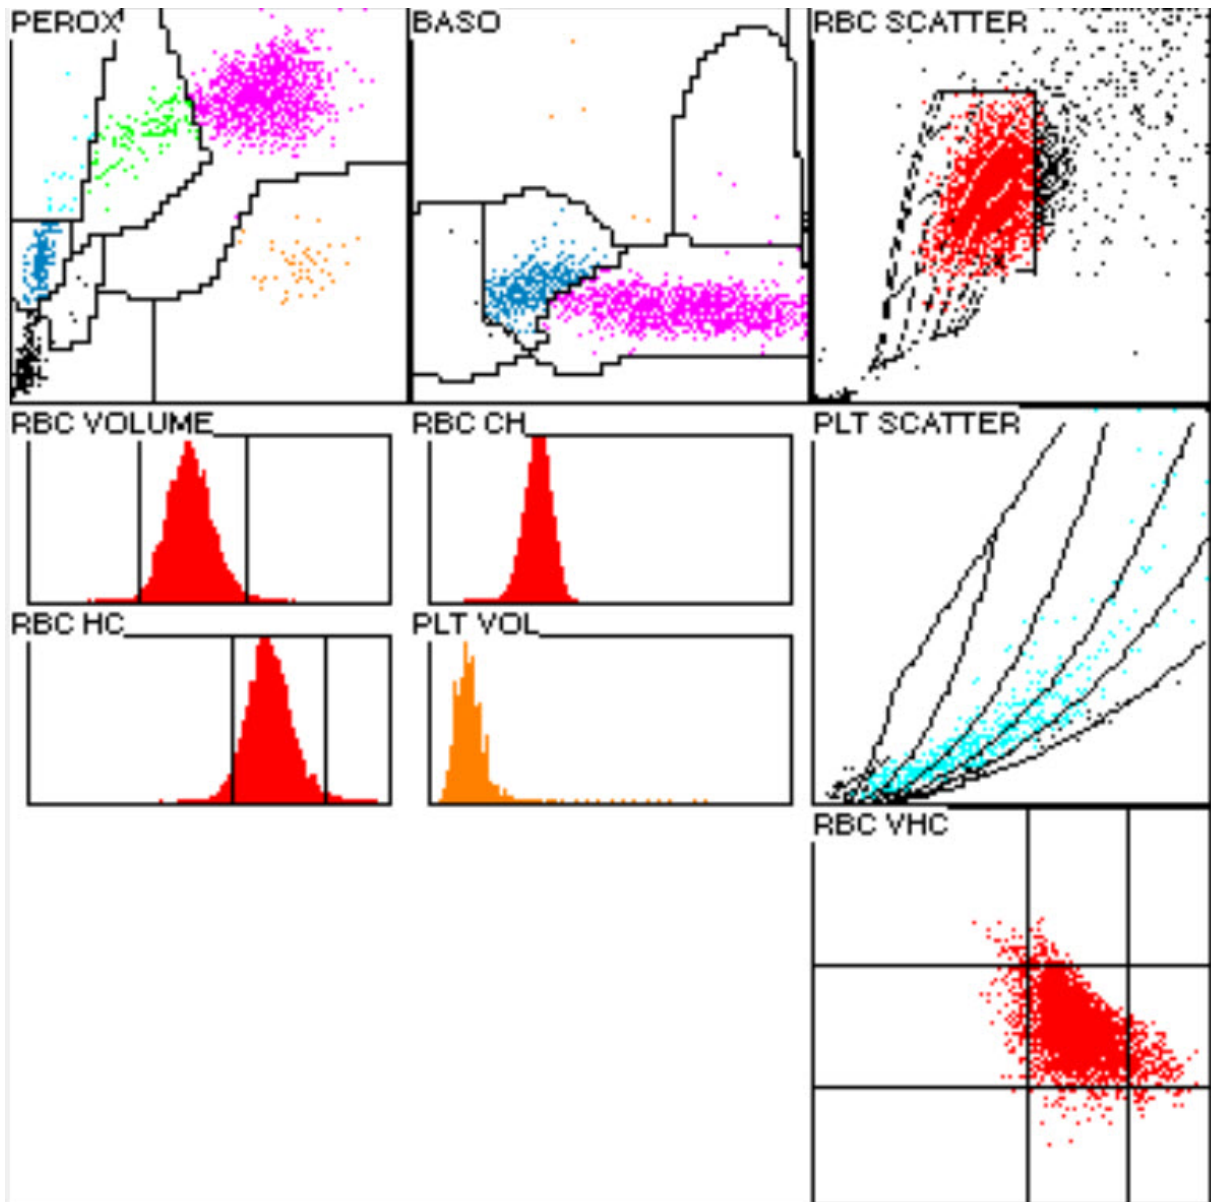 PEROX
BASO
RBC SCATTER
RBC VOLUME
RBC CH
PLT SCATTER
RBC HC
PLT VOL
RBC VHC